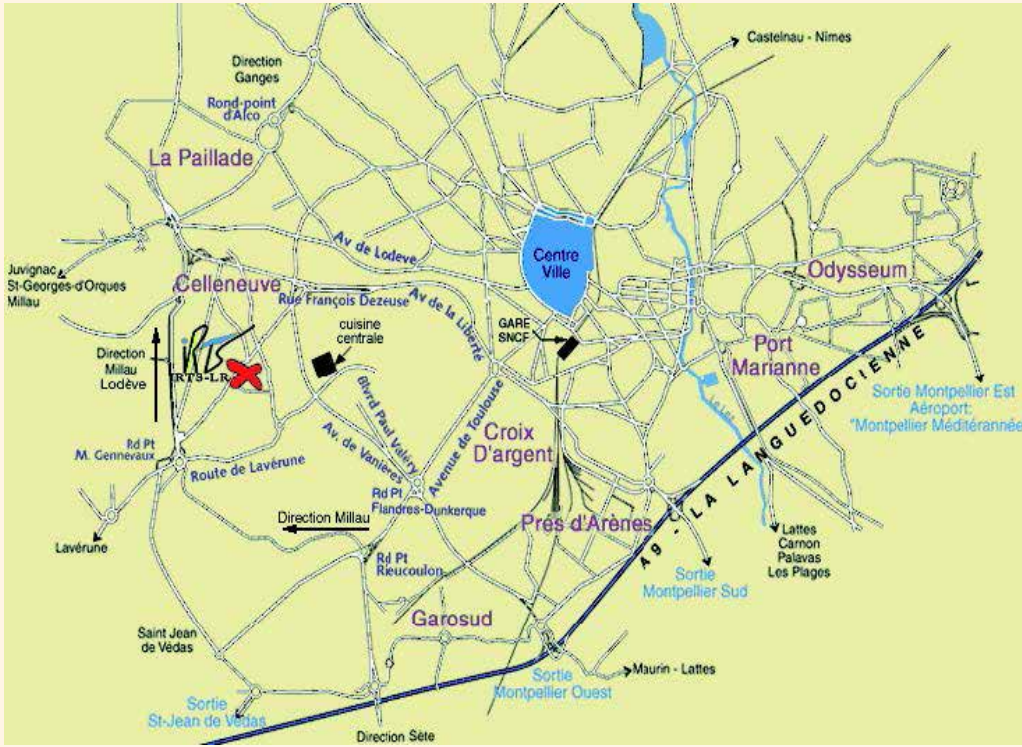 Castelnau - Nîmes
Direction
Ganges
Rond-point
d'Alco
La Paillade
Av de Lodeve
Centre
Ville
Juvignac
St-Georges-d'Orques
Millau
Celleneuve
Rue François Dezeuse
Av de la Liberté
Odysseum
GARE
SNCF
cuisine
centrale
Port
Marianne
Direction
Millau
Lodève
IRTS-LR
Blvrd Paul Valéry
Avenue de Toulouse
Le Lez
Sortie Montpellier Est
Aéroport:
"Montpellier Méditérannée
A9 - LA LANGUEDOCIENNE
Croix
D'argent
Rd Pt
M. Gennevaux
Route de Lavérune
Av. de Vanières
Rd Pt
Flandres-Dunkerque
Direction Millau
Prés d'Arènes
Lavérune
Lattes
Carnon
Palavas
Les Plages
Rd Pt
Rieucoulon
Sortie
Montpellier Sud
Garosud
Saint Jean
de Védas
Maurin - Lattes
Sortie
Montpellier Ouest
Sortie
St-Jean de Védas
Direction Sète